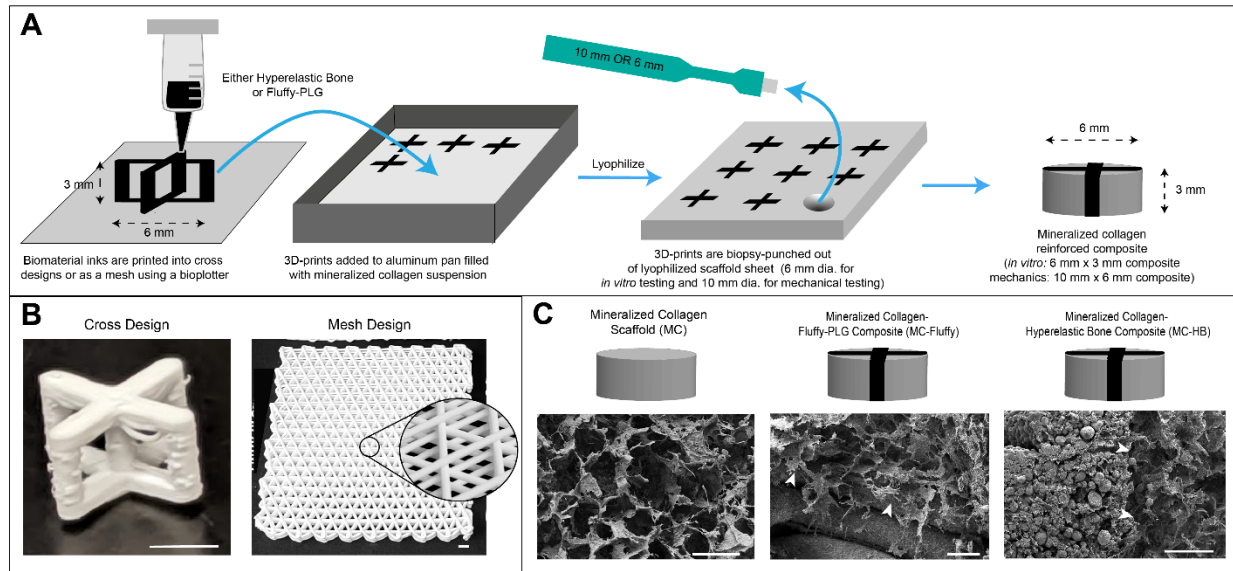 A
10 mm OR 6 mm
Either Hyperelastic Bone
or Fluffy-PLG
3 mm
6 mm
Lyophilize
6 mm
3 mm
Biomaterial inks are printed into cross
designs or as a mesh using a bioplotter
3D-prints added to aluminum pan filled
with mineralized collagen suspension
3D-prints are biopsy-punched out
of lyophilized scaffold sheet (6 mm dia. for
in vitro testing and 10 mm dia. for mechanical testing)
Mineralized collagen
reinforced composite
(in vitro: 6 mm x 3 mm composite
mechanics: 10 mm x 6 mm composite)
B
Cross Design
Mesh Design
C
Mineralized Collagen
Scaffold (MC)
Mineralized Collagen-
Fluffy-PLG Composite (MC-Fluffy)
Mineralized Collagen-
Hyperelastic Bone Composite (MC-HB)